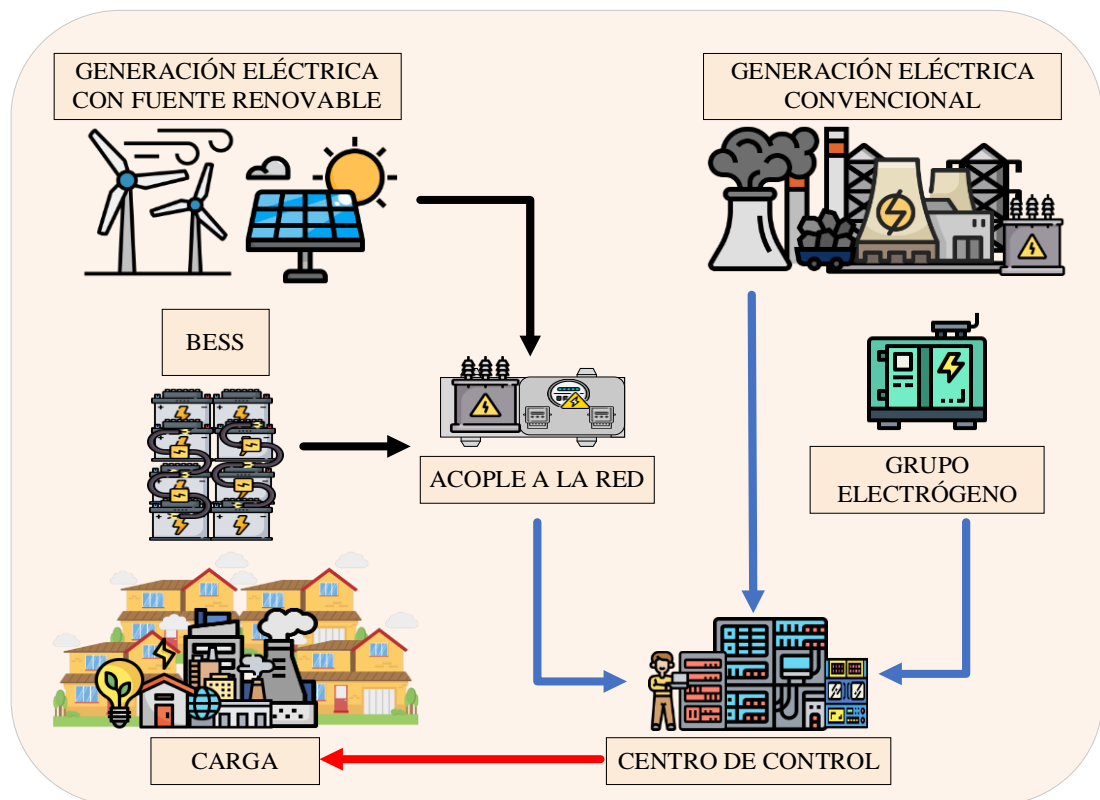 GENERACIÓN ELÉCTRICA
CON FUENTE RENOVABLE
GENERACIÓN ELÉCTRICA
CONVENCIONAL
BESS
ACOPLE A LA RED
GRUPO
ELECTRÓGENO
CARGA
CENTRO DE CONTROL